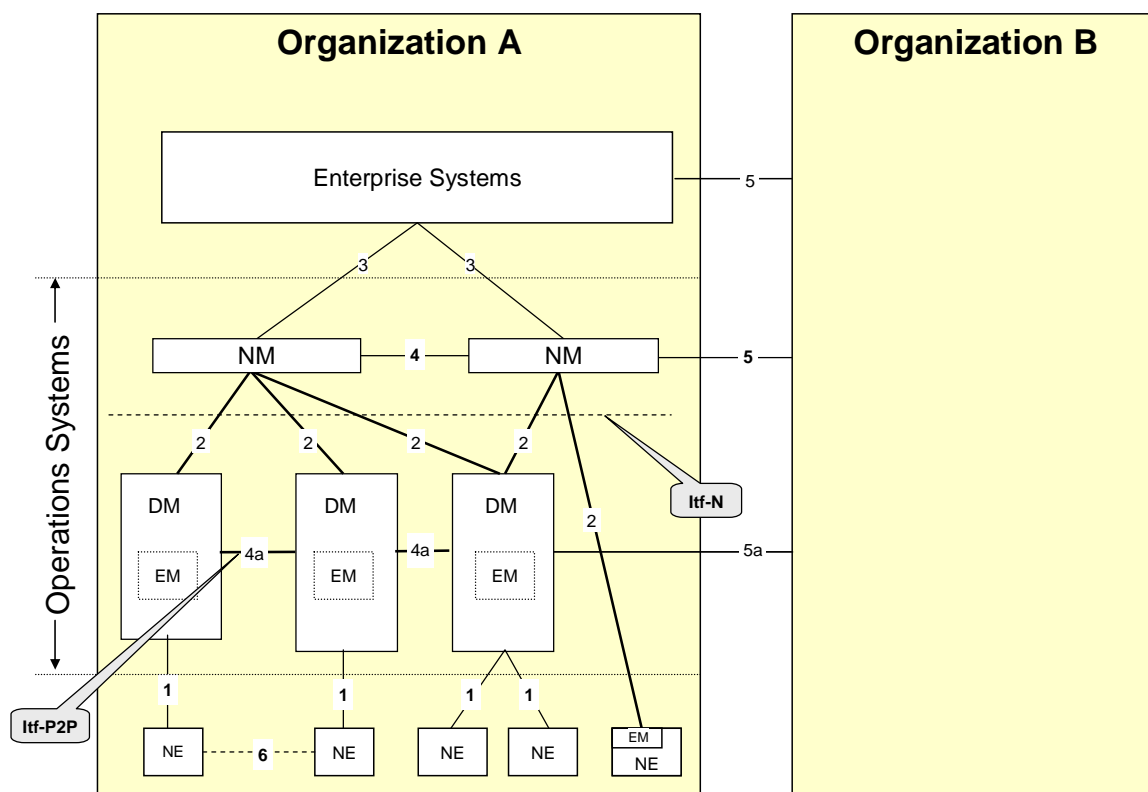 Organization A
Organization B
Enterprise Systems
5
3
3
Operations Systems
NM
4
NM
5
2
2
2
2
Itf-N
DM
DM
DM
2
4a
4a
5a
EM
EM
EM
1
1
1
1
Itf-P2P
NE
6
NE
NE
NE
EM
NE